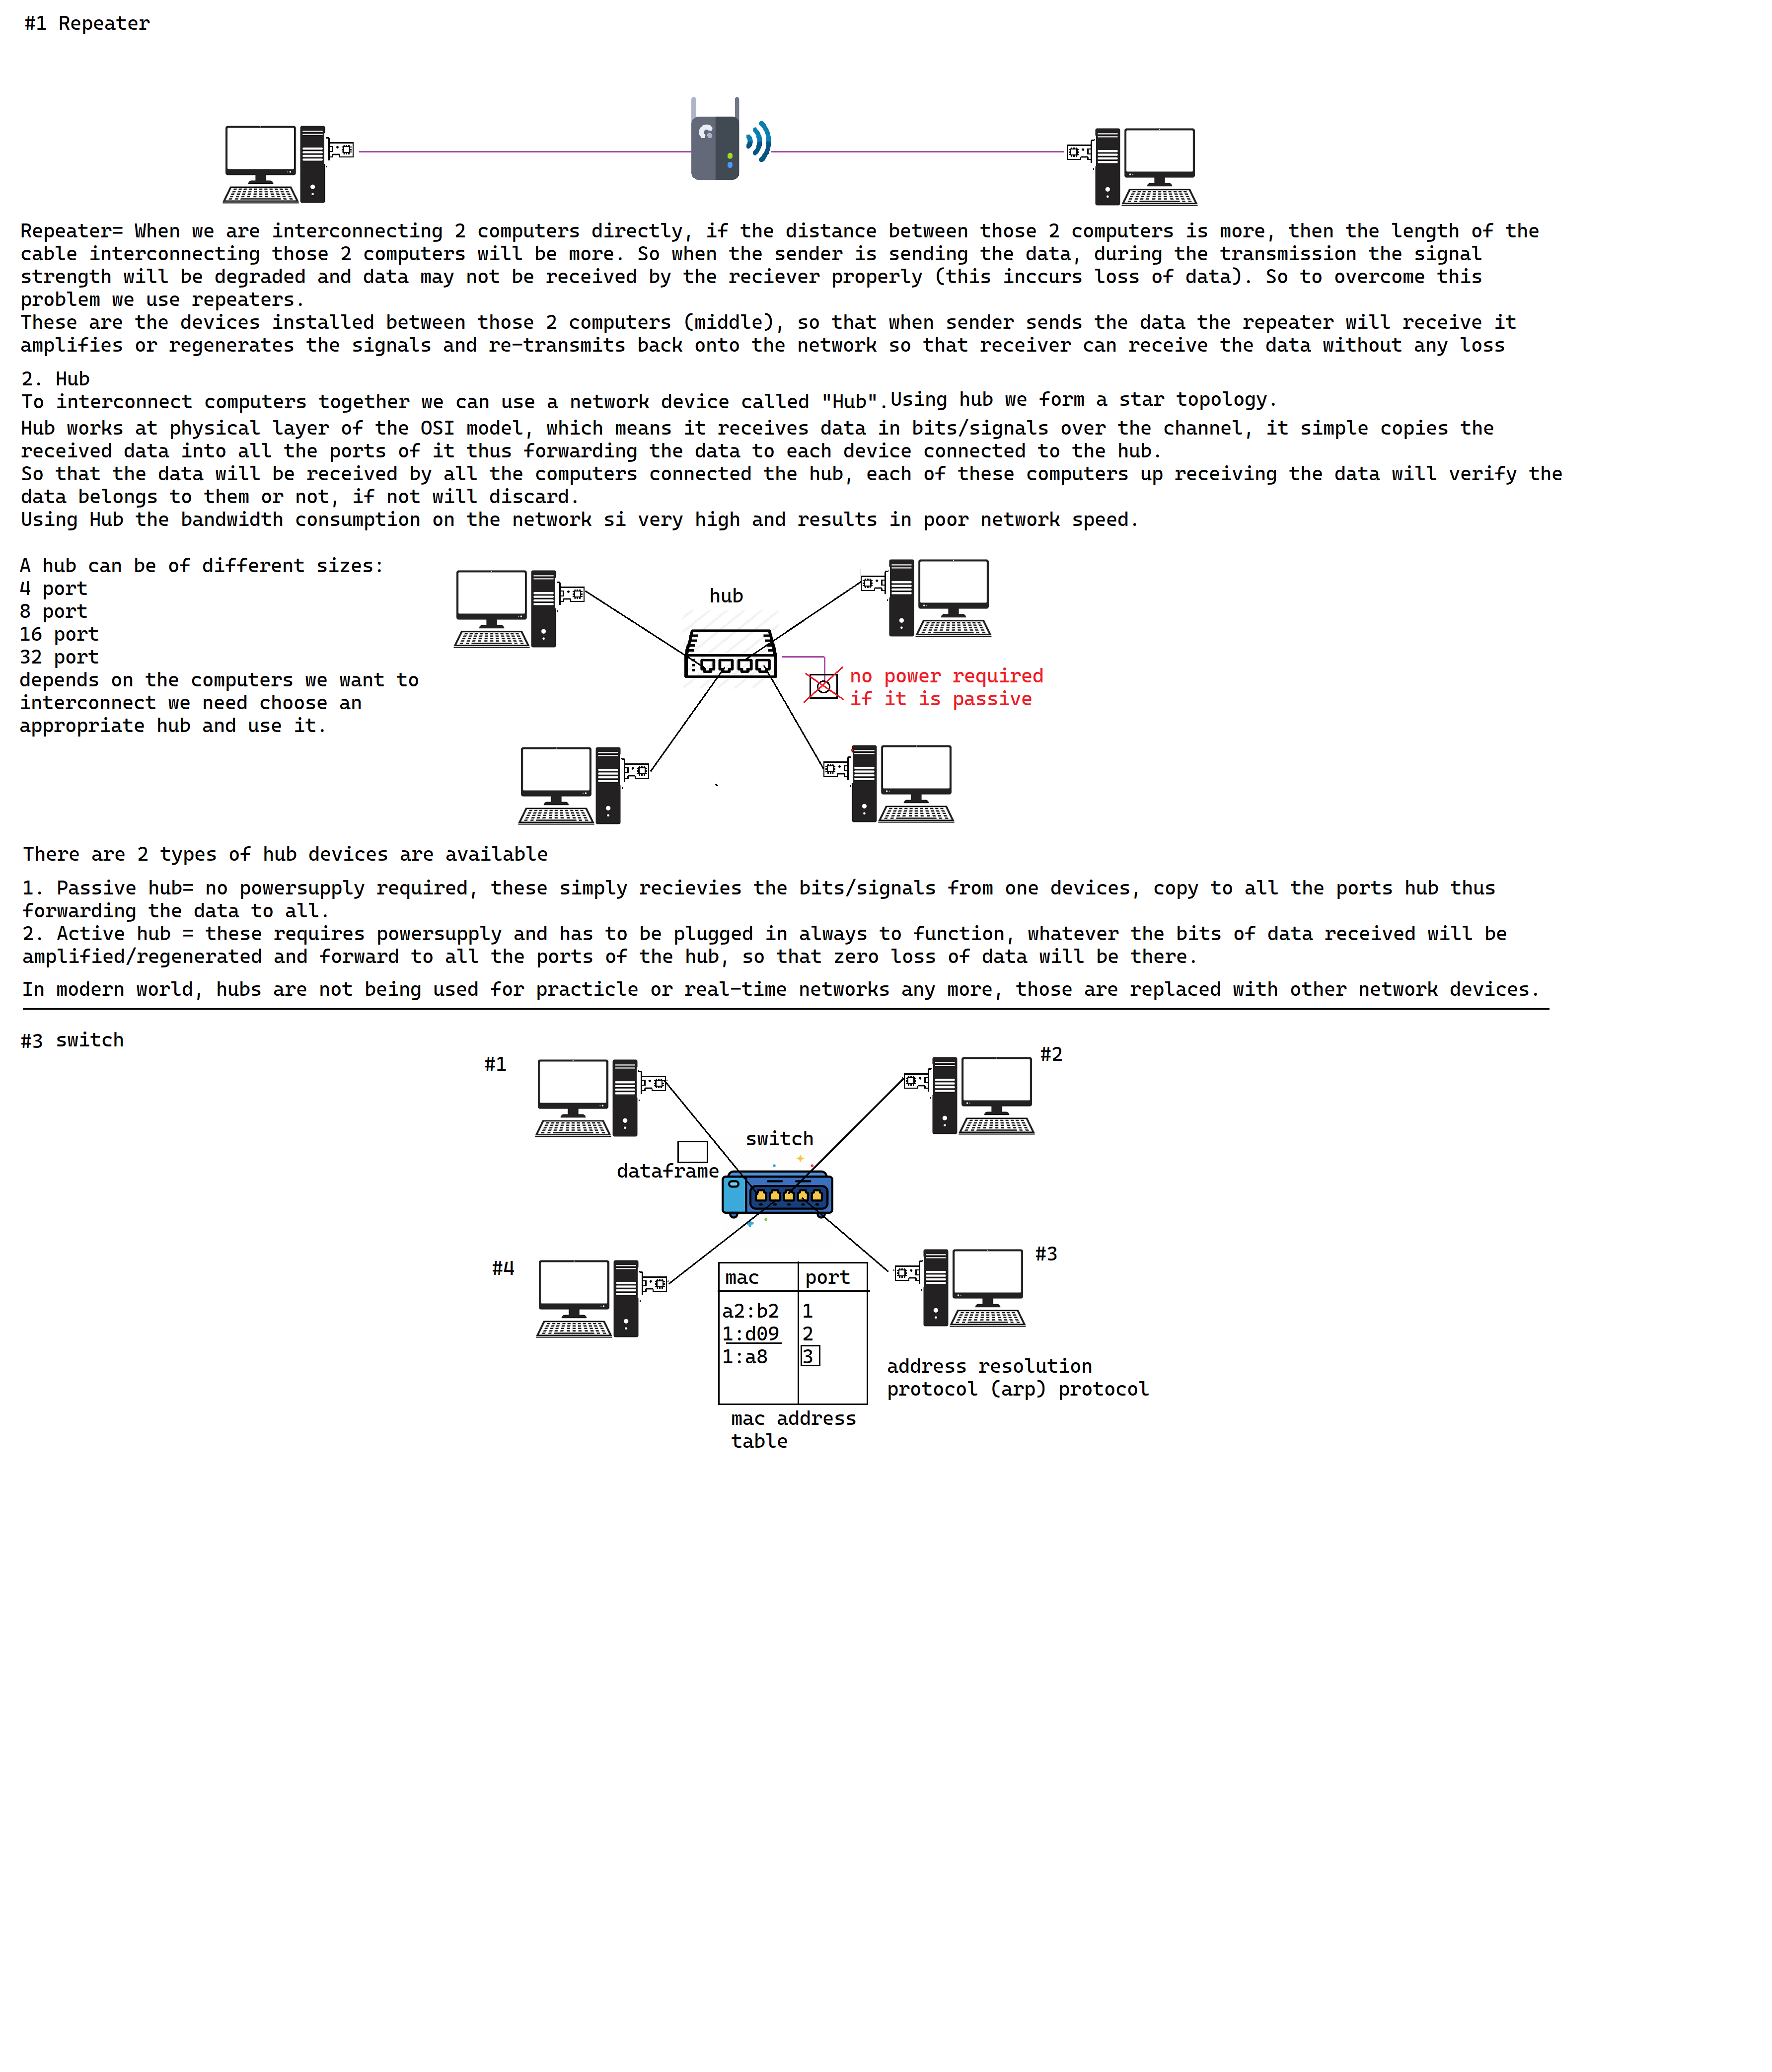 #1 Repeater
Repeater= When we are interconnecting 2 computers directly, if the distance between those 2 computers is more, then the length of the
cable interconnecting those 2 computers will be more. So when the sender is sending the data, during the transmission the signal
strength will be degraded and data may not be received by the reciever properly (this inccurs loss of data). So to overcome this
problem we use repeaters.
These are the devices installed between those 2 computers (middle), so that when sender sends the data the repeater will receive it
amplifies or regenerates the signals and re-transmits back onto the network so that receiver can receive the data without any loss
2. Hub
To interconnect computers together we can use a network device called "Hub". Using hub we form a star topology.
Hub works at physical layer of the OSI model, which means it receives data in bits/signals over the channel, it simple copies the
received data into all the ports of it thus forwarding the data to each device connected to the hub.
So that the data will be received by all the computers connected the hub, each of these computers up receiving the data will verify the
data belongs to them or not, if not will discard.
Using Hub the bandwidth consumption on the network si very high and results in poor network speed.
A hub can be of different sizes:
4 port
8 port
16 port
32 port
depends on the computers we want to
interconnect we need choose an
appropriate hub and use it.
hub
no power required
if it is passive
There are 2 types of hub devices are available
1. Passive hub= no powersupply required, these simply recievies the bits/signals from one devices, copy to all the ports hub thus
forwarding the data to all.
2. Active hub = these requires powersupply and has to be plugged in always to function, whatever the bits of data received will be
amplified/regenerated and forward to all the ports of the hub, so that zero loss of data will be there.
In modern world, hubs are not being used for practicle or real-time networks any more, those are replaced with other network devices.
#3 switch
#1
#2
switch
dataframe
#4
#3
mac port
a2:b2 1
1:d09 2
1:a8 3
mac address
table
address resolution
protocol (arp) protocol